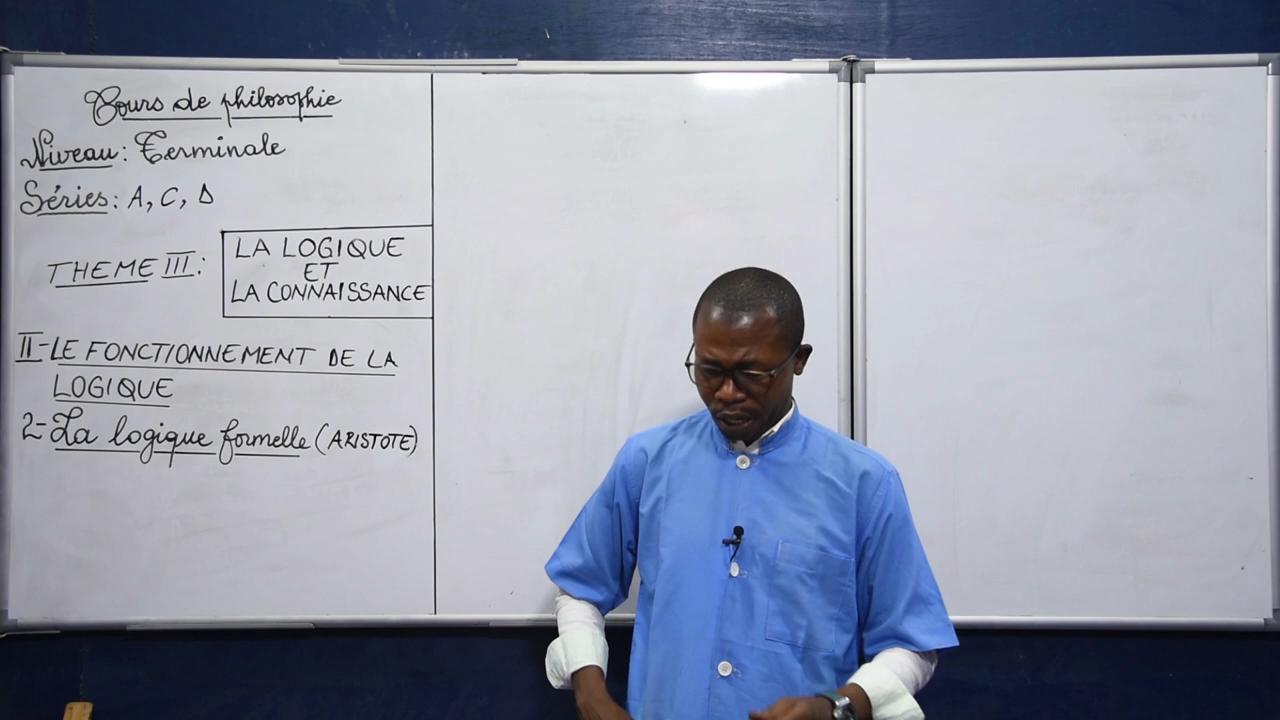 Cours de philosophie
Niveau : Terminale
Séries : A, C, D
THEME III :
LA LOGIQUE
ET
LA CONNAISSANCE
II-LE FONCTIONNEMENT DE LA
LOGIQUE
2-La logique formelle (ARISTOTE)